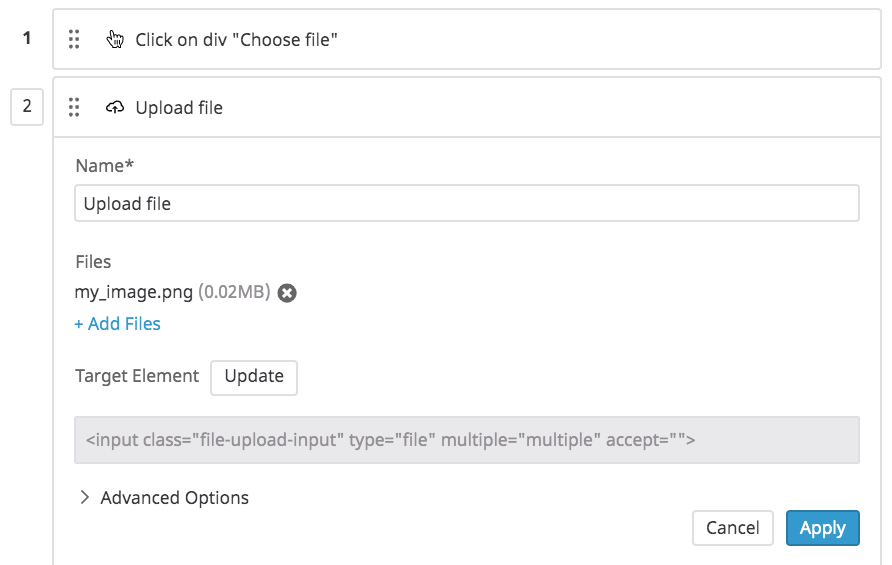 1
Click on div "Choose file"
2
Upload file
Name*
Upload file
Files
my_image.png (0.02MB)
+ Add Files
Target Element Update
<input class="file-upload-input" type="file" multiple="multiple" accept="">
Advanced Options
Cancel Apply